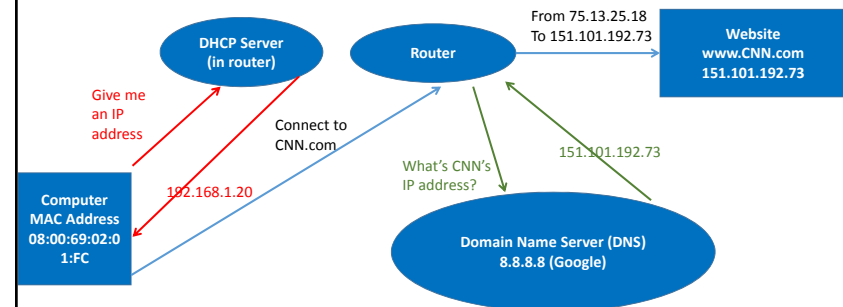 From 75.13.25.18
To 151.101.192.73
DHCP Server
(in router)
Router
Website
www.CNN.com
151.101.192.73
Give me
an IP
address
Connect to
CNN.com
What's CNN's
IP address?
151.101.192.73
192.168.1.20
Computer
MAC Address
08:00:69:02:0
1:FC
Domain Name Server (DNS)
8.8.8.8 (Google)